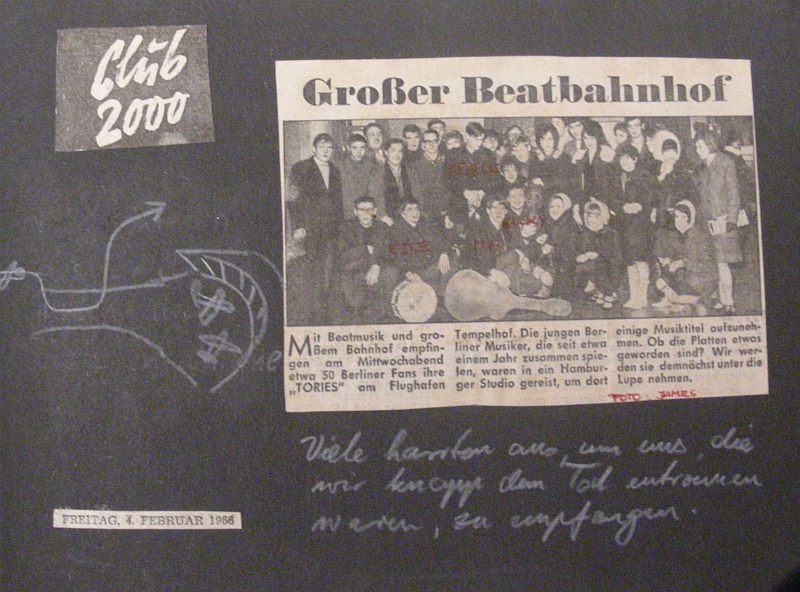 Club
2000
Großer Beatbahnhof
EDE
Mit Beatmusik und gro-
ßem Bahnhof empfin-
gen am Mittwochabend
etwa 50 Berliner Fans ihre
„TORIES" am Flughafen
Tempelhof. Die jungen Ber-
liner Musiker, die seit etwa
einem Jahr zusammen spie-
len, waren in ein Hambur-
ger Studio gereist, um dort
einige Musiktitel aufzuneh-
men. Ob die Platten etwas
geworden sind? Wir wer-
den sie demnächst unter die
Lupe nehmen.
FOTO: JAMES
Viele harrten aus, um uns, die
wir knapp dem Tod entronnen
waren, zu empfangen.
FREITAG, 4. FEBRUAR 1966